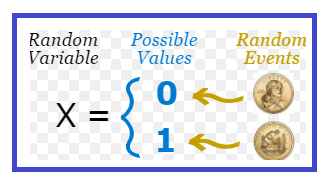 Random Variable
Possible Values
Random Events
X =
0
1